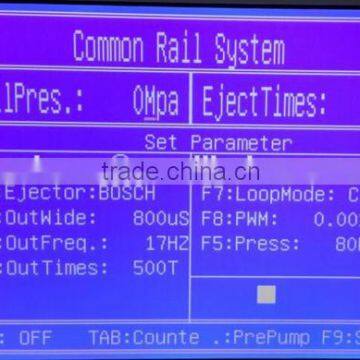 Common Rail System
lPres.: 0Mpa EjectTimes:
Set Parameter
trade.china.cn
:Ejector:BOSCH F7:LoopMode: C
:OutWide: 800uS F8:PWM: 0.00
:OutFreq.: 17HZ F5:Press: 80
:OutTimes: 500T
: OFF TAB:Counte .:PrePump F9:S